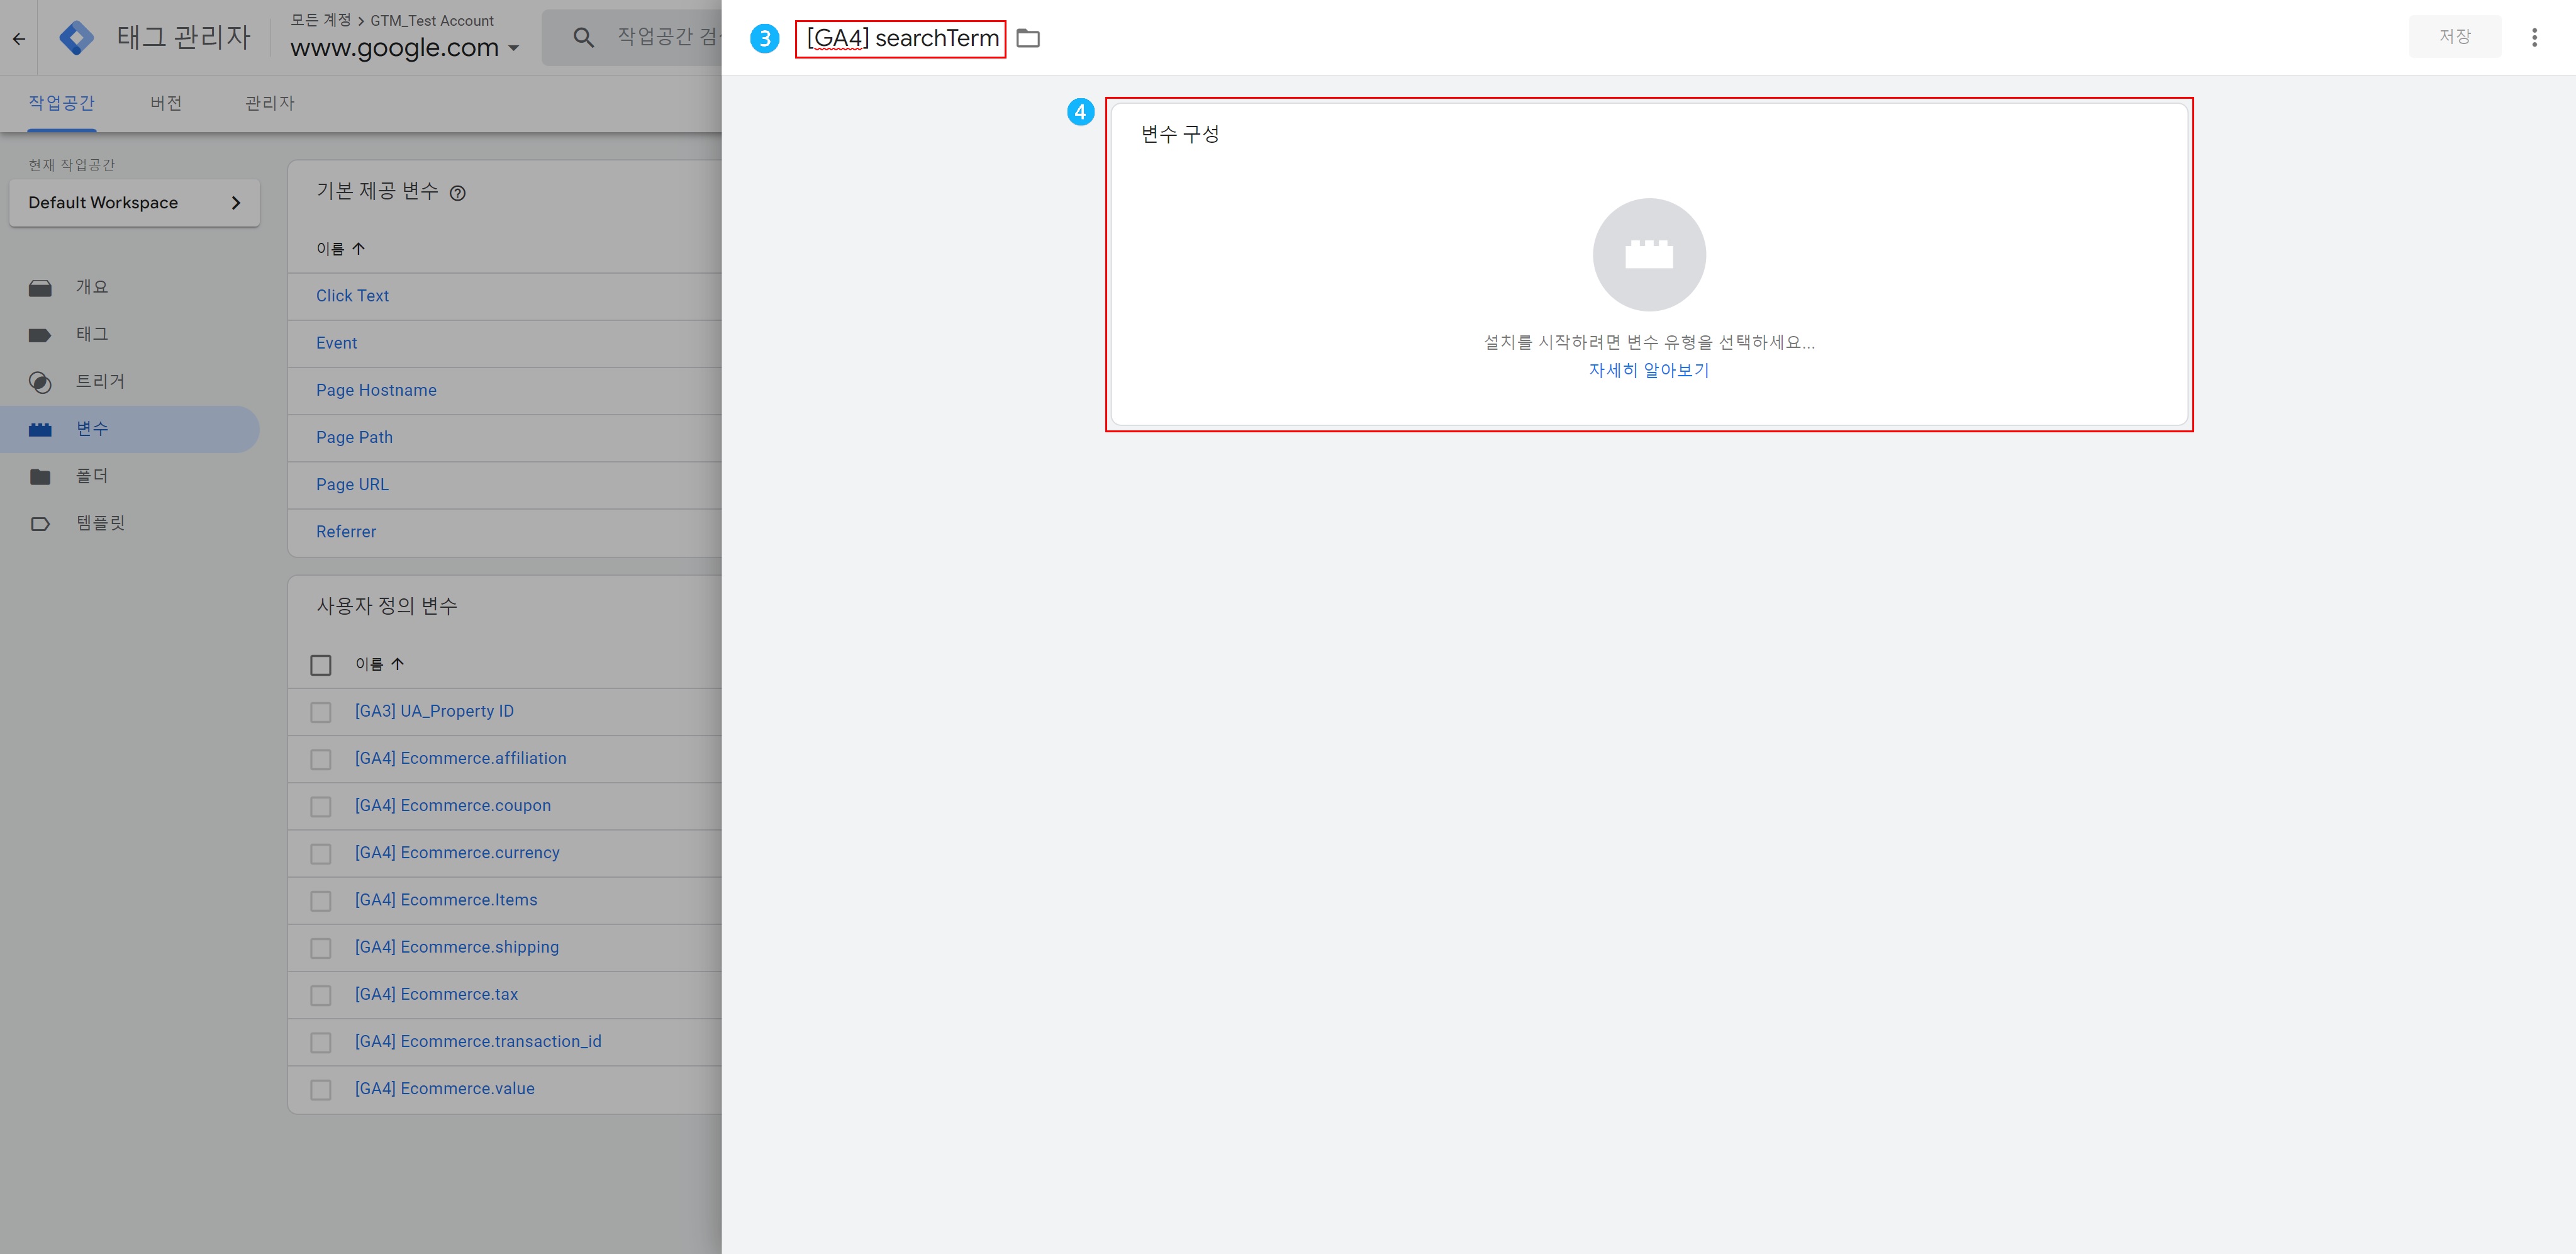 태그 관리자
모든 계정 > GTM_Test Account
www.google.com
작업공간 검
작업공간
버전
관리자
현재 작업공간
Default Workspace
개요
태그
트리거
변수
폴더
템플릿
기본 제공 변수
이름
Click Text
Event
Page Hostname
Page Path
Page URL
Referrer
사용자 정의 변수
이름
[GA3] UA_Property ID
[GA4] Ecommerce.affiliation
[GA4] Ecommerce.coupon
[GA4] Ecommerce.currency
[GA4] Ecommerce.Items
[GA4] Ecommerce.shipping
[GA4] Ecommerce.tax
[GA4] Ecommerce.transaction_id
[GA4] Ecommerce.value
3
[GA4] searchTerm
저장
4
변수 구성
설치를 시작하려면 변수 유형을 선택하세요...
자세히 알아보기